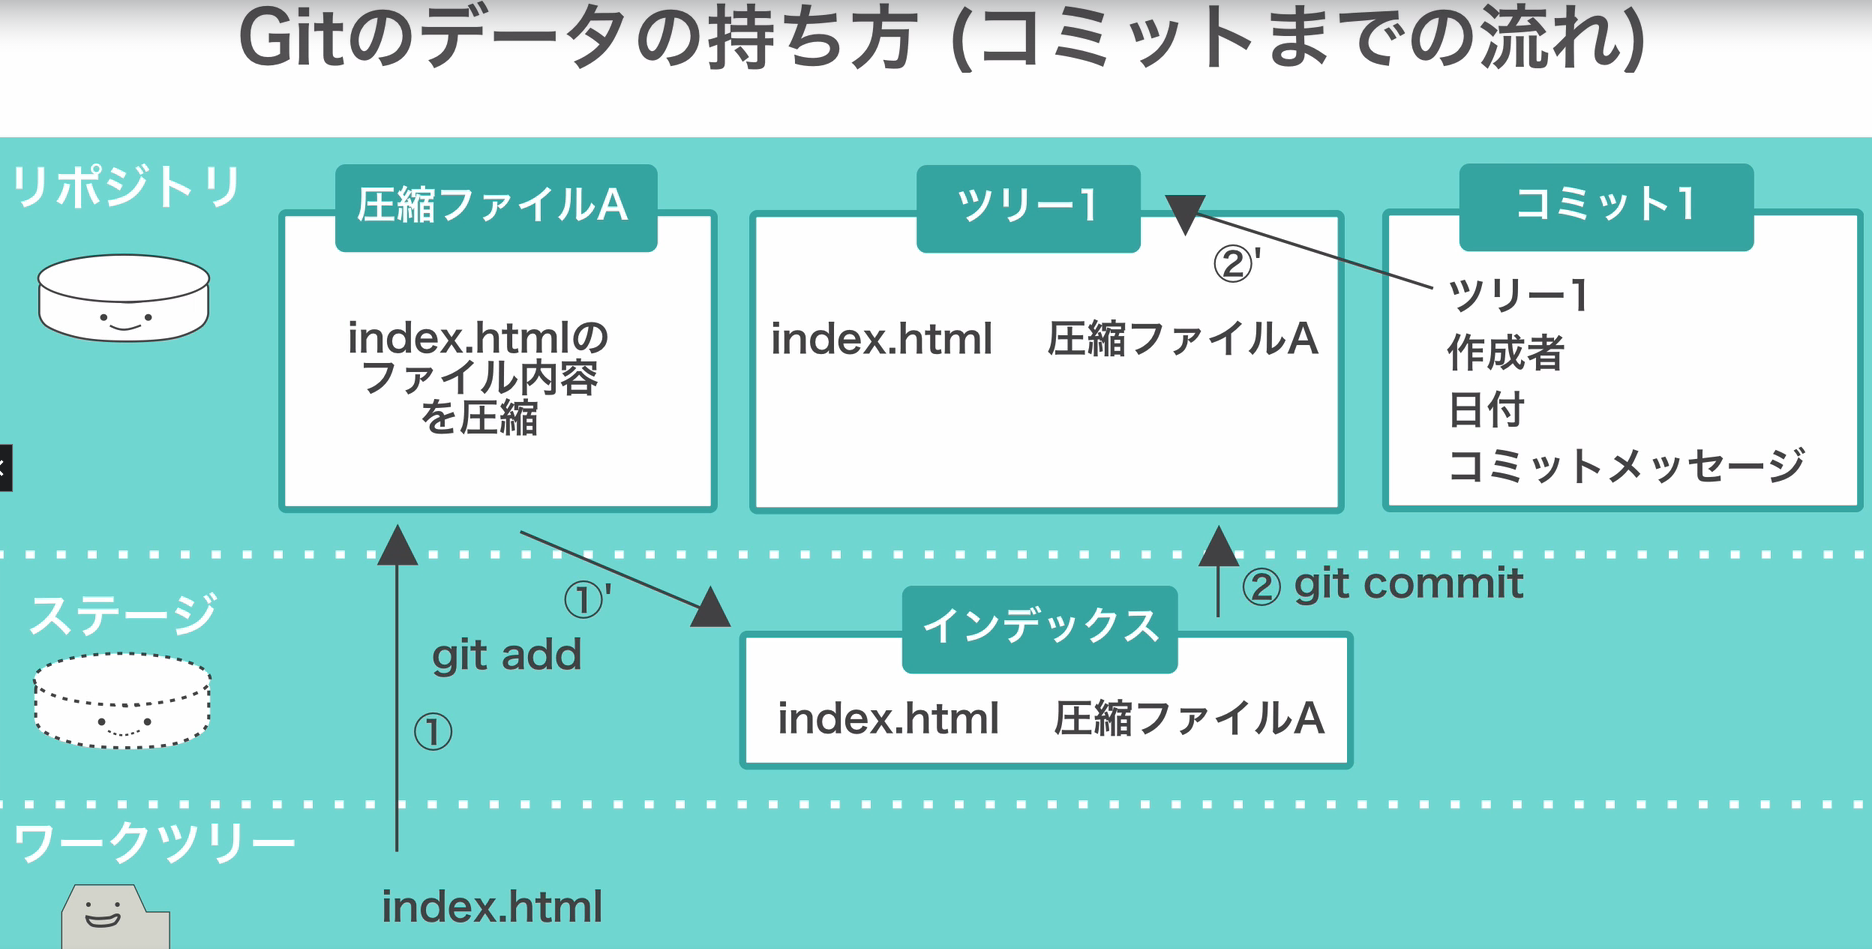 Gitのデータの持ち方 (コミットまでの流れ)
リポジトリ
圧縮ファイルA
index.htmlの
ファイル内容
を圧縮
ツリー1
②'
index.html 圧縮ファイルA
コミット1
ツリー1
作成者
日付
コミットメッセージ
ステージ
①'
git add
①
② git commit
インデックス
index.html 圧縮ファイルA
ワークツリー
index.html